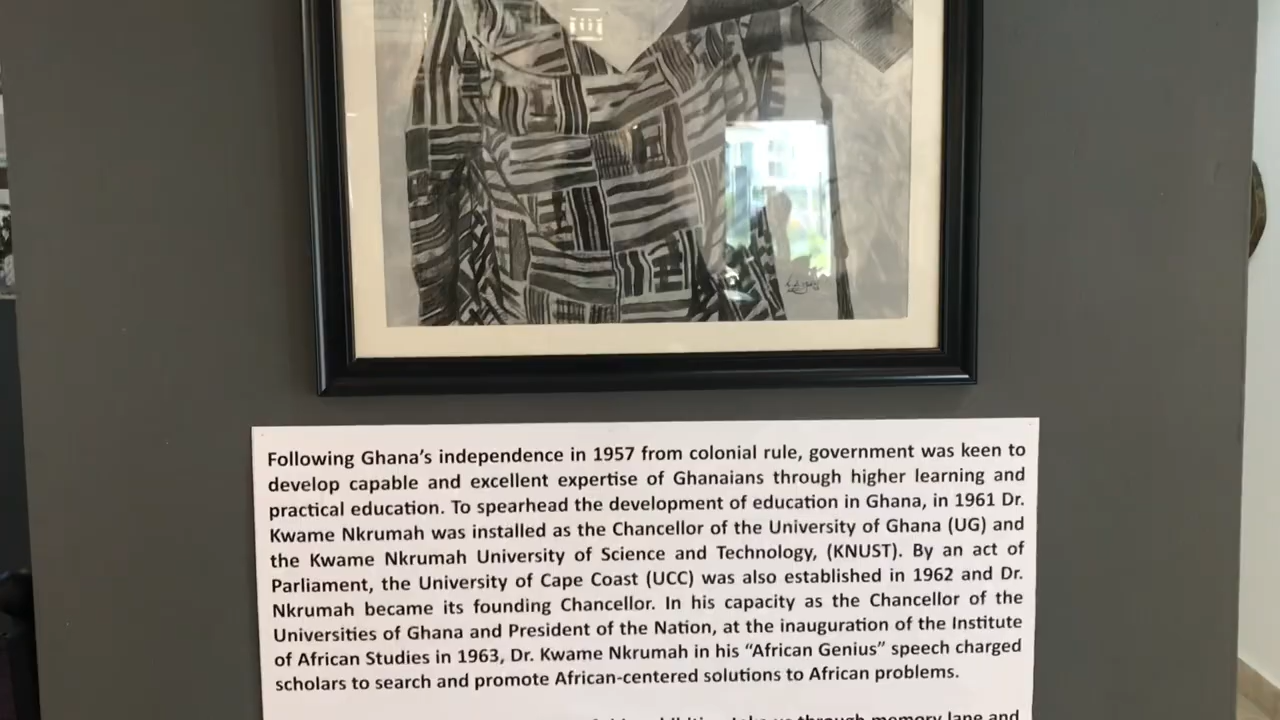 Following Ghana's independence in 1957 from colonial rule, government was keen to
develop capable and excellent expertise of Ghanaians through higher learning and
practical education. To spearhead the development of education in Ghana, in 1961 Dr.
Kwame Nkrumah was installed as the Chancellor of the University of Ghana (UG) and
the Kwame Nkrumah University of Science and Technology, (KNUST). By an act of
Parliament, the University of Cape Coast (UCC) was also established in 1962 and Dr.
Nkrumah became its founding Chancellor. In his capacity as the Chancellor of the
Universities of Ghana and President of the Nation, at the inauguration of the Institute
of African Studies in 1963, Dr. Kwame Nkrumah in his "African Genius" speech charged
scholars to search and promote African-centered solutions to African problems.
through memory lane and